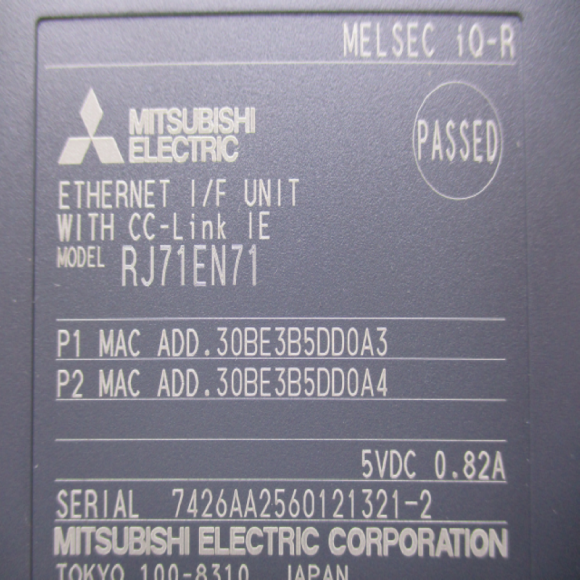 MELSEC iQ-R
MITSUBISHI
ELECTRIC
PASSED
ETHERNET I/F UNIT
WITH CC-Link IE
MODEL RJ71EN71
P1 MAC ADD.30BE3B5DD0A3
P2 MAC ADD.30BE3B5DD0A4
5VDC 0.82A
SERIAL 7426AA2560121321-2
MITSUBISHI ELECTRIC CORPORATION
TOKYO 100-8310 JAPAN